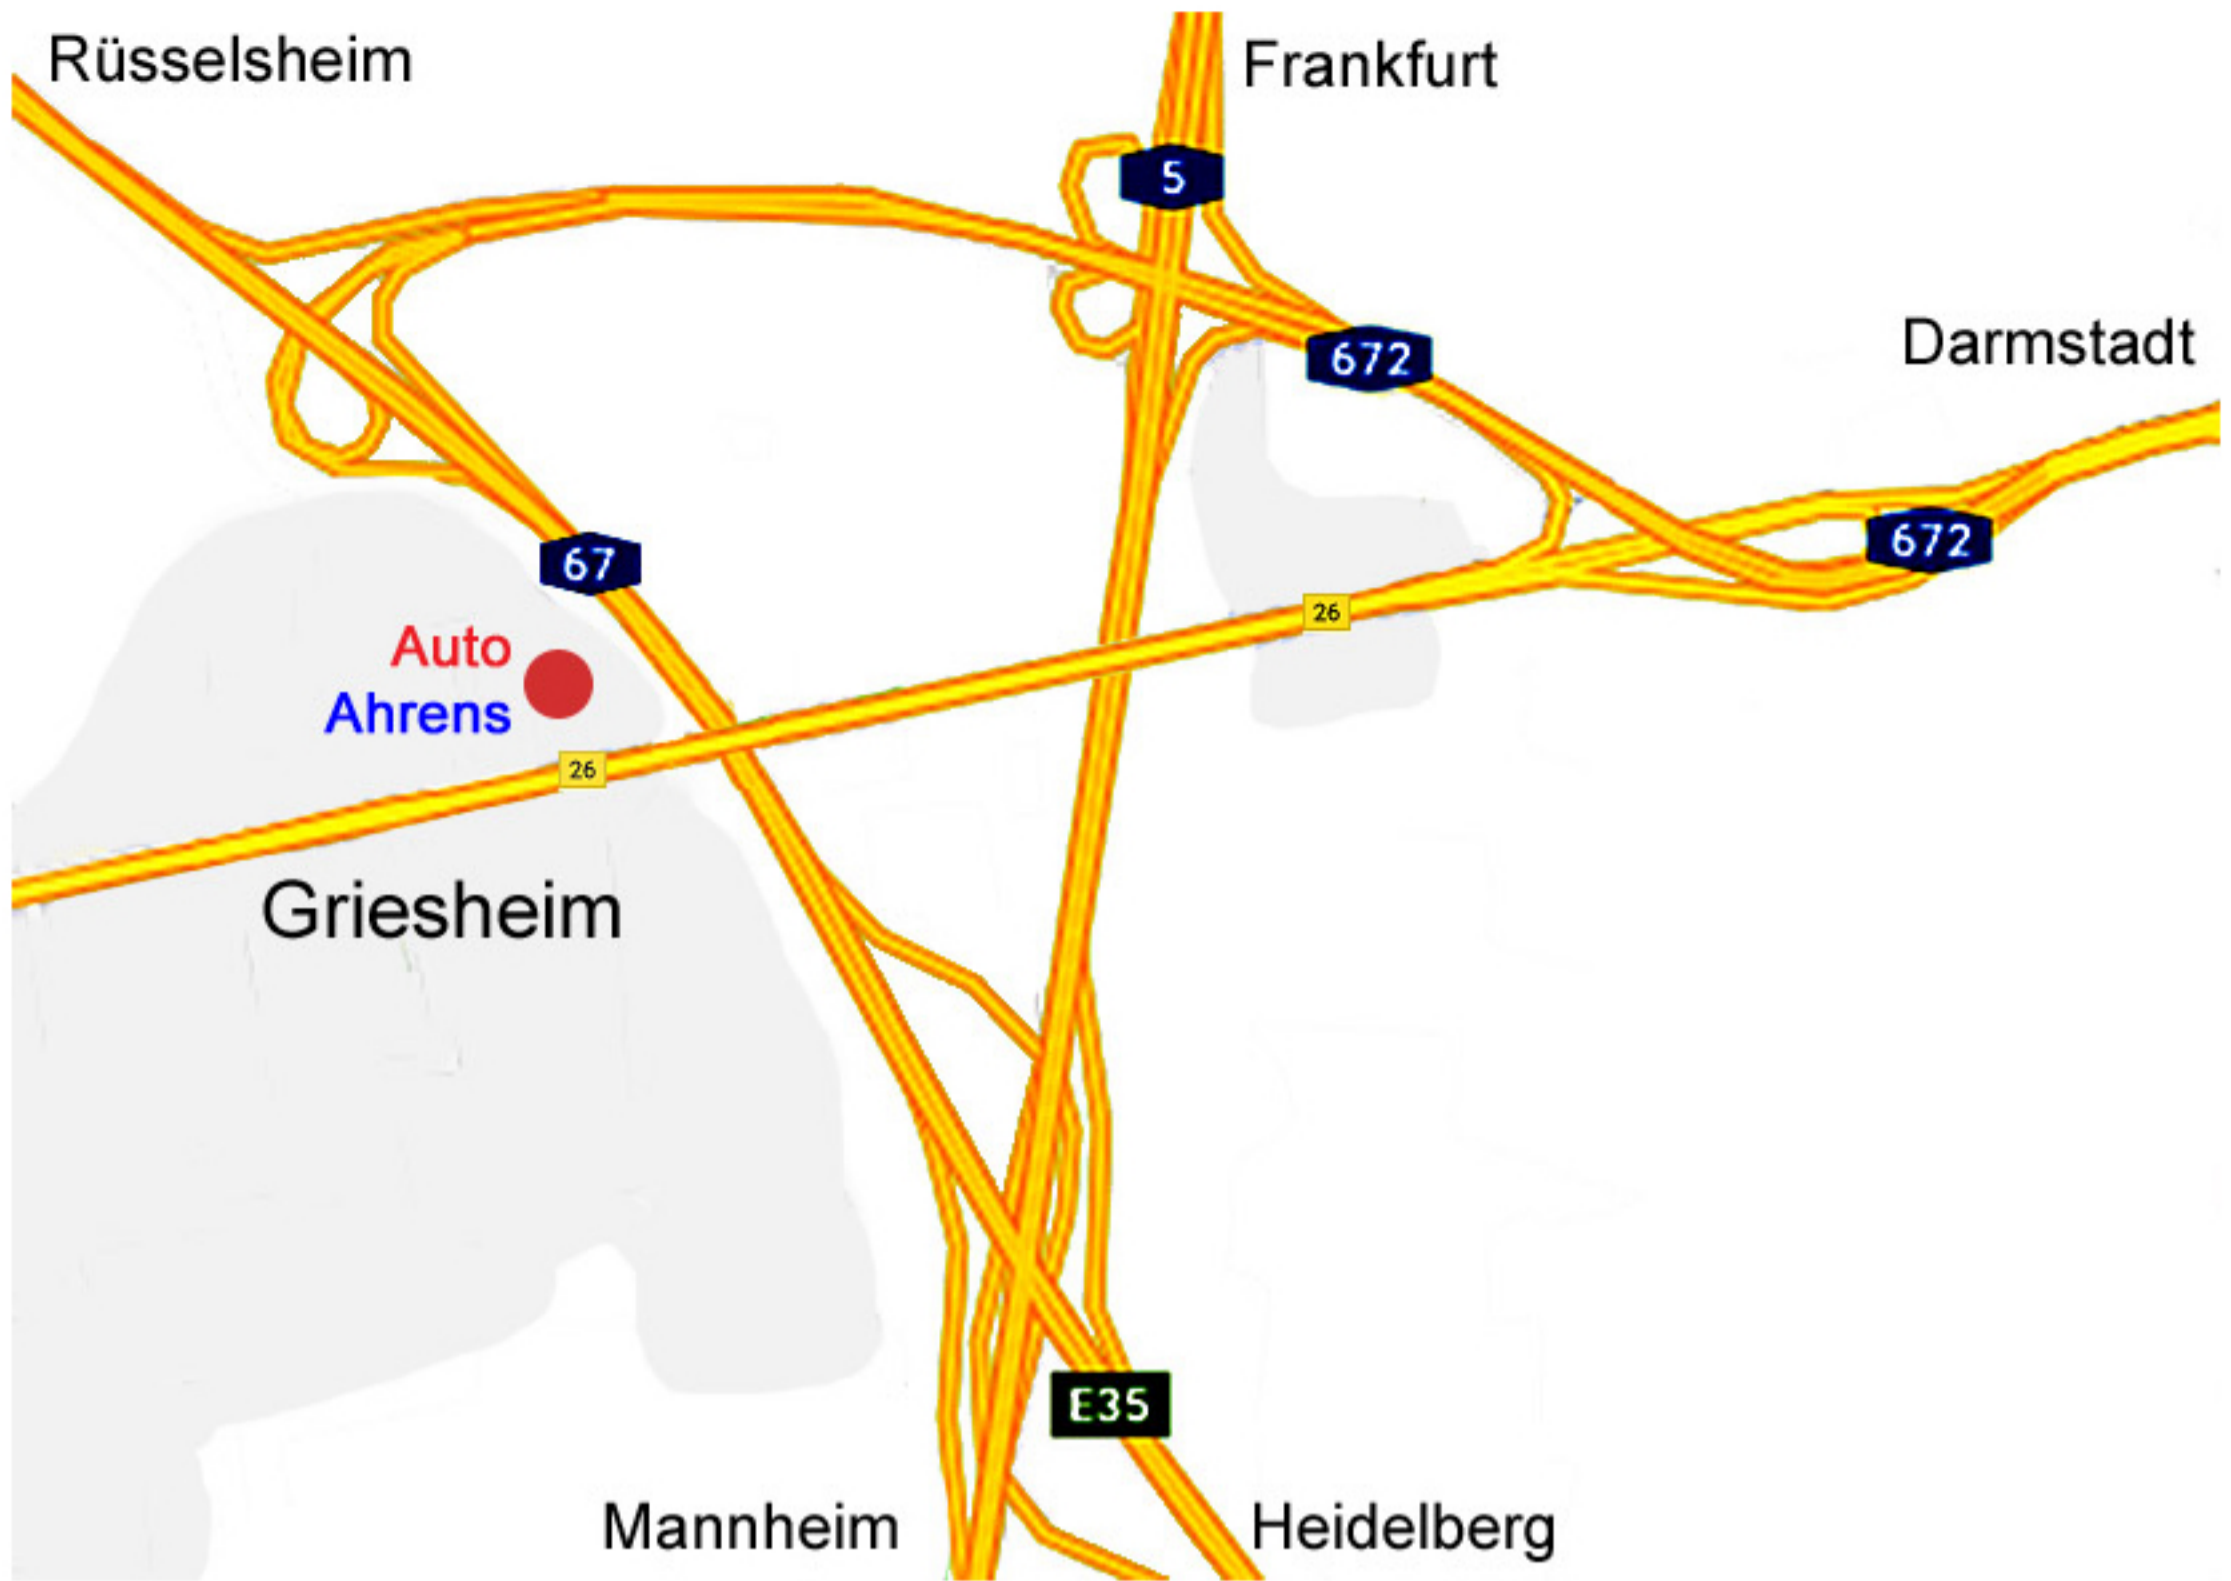 Rüsselsheim
Frankfurt
5
Darmstadt
672
672
67
26
Auto
Ahrens
26
Griesheim
E35
Mannheim
Heidelberg